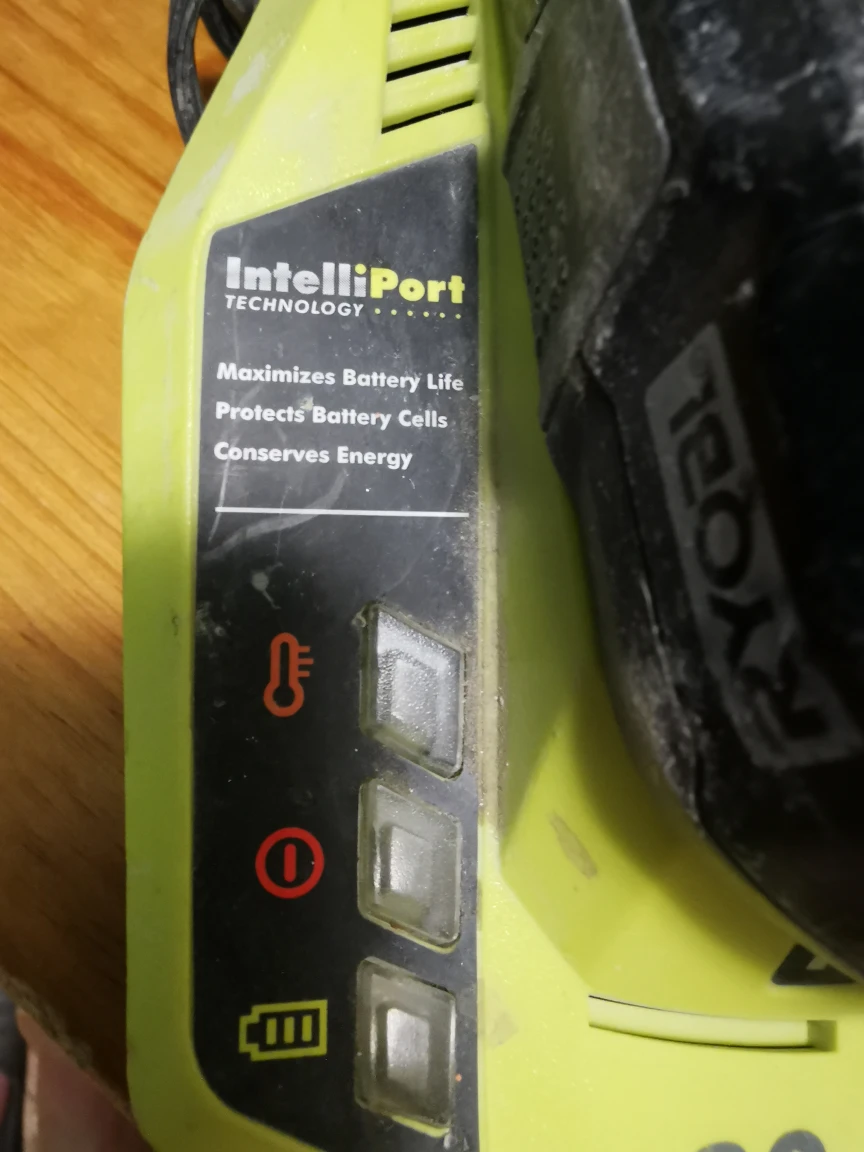 IntelliPort
TECHNOLOGY
Maximizes Battery Life
Protects Battery Cells
Conserves Energy
RYOBI